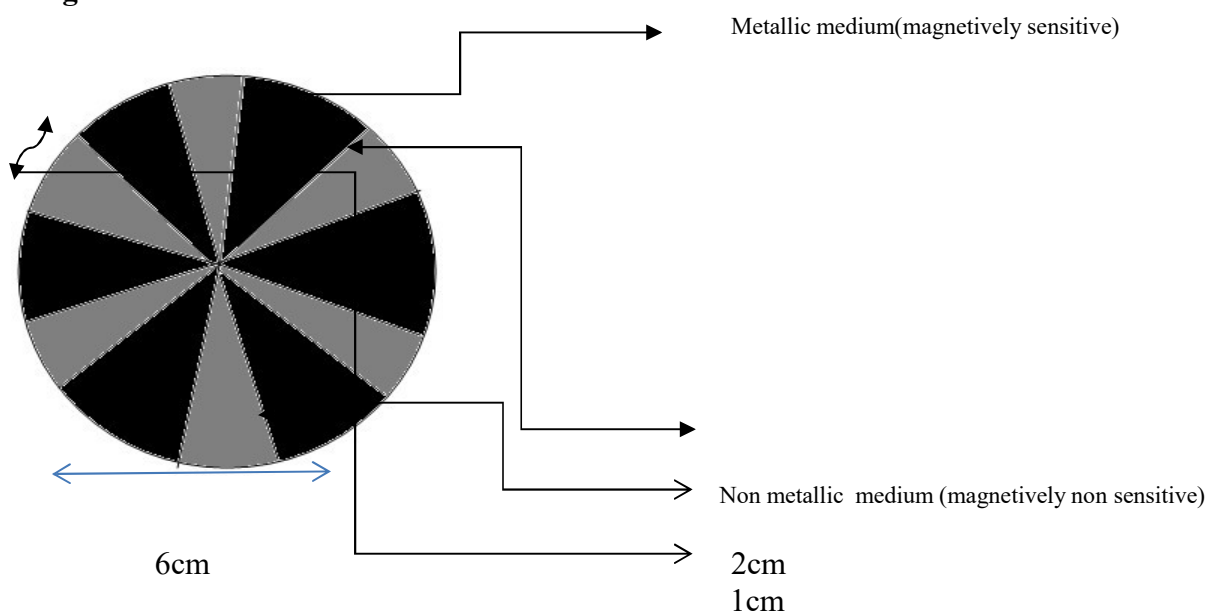 Metallic medium(magnetively sensitive)
Non metallic medium (magnetively non sensitive)
6cm
2cm
1cm